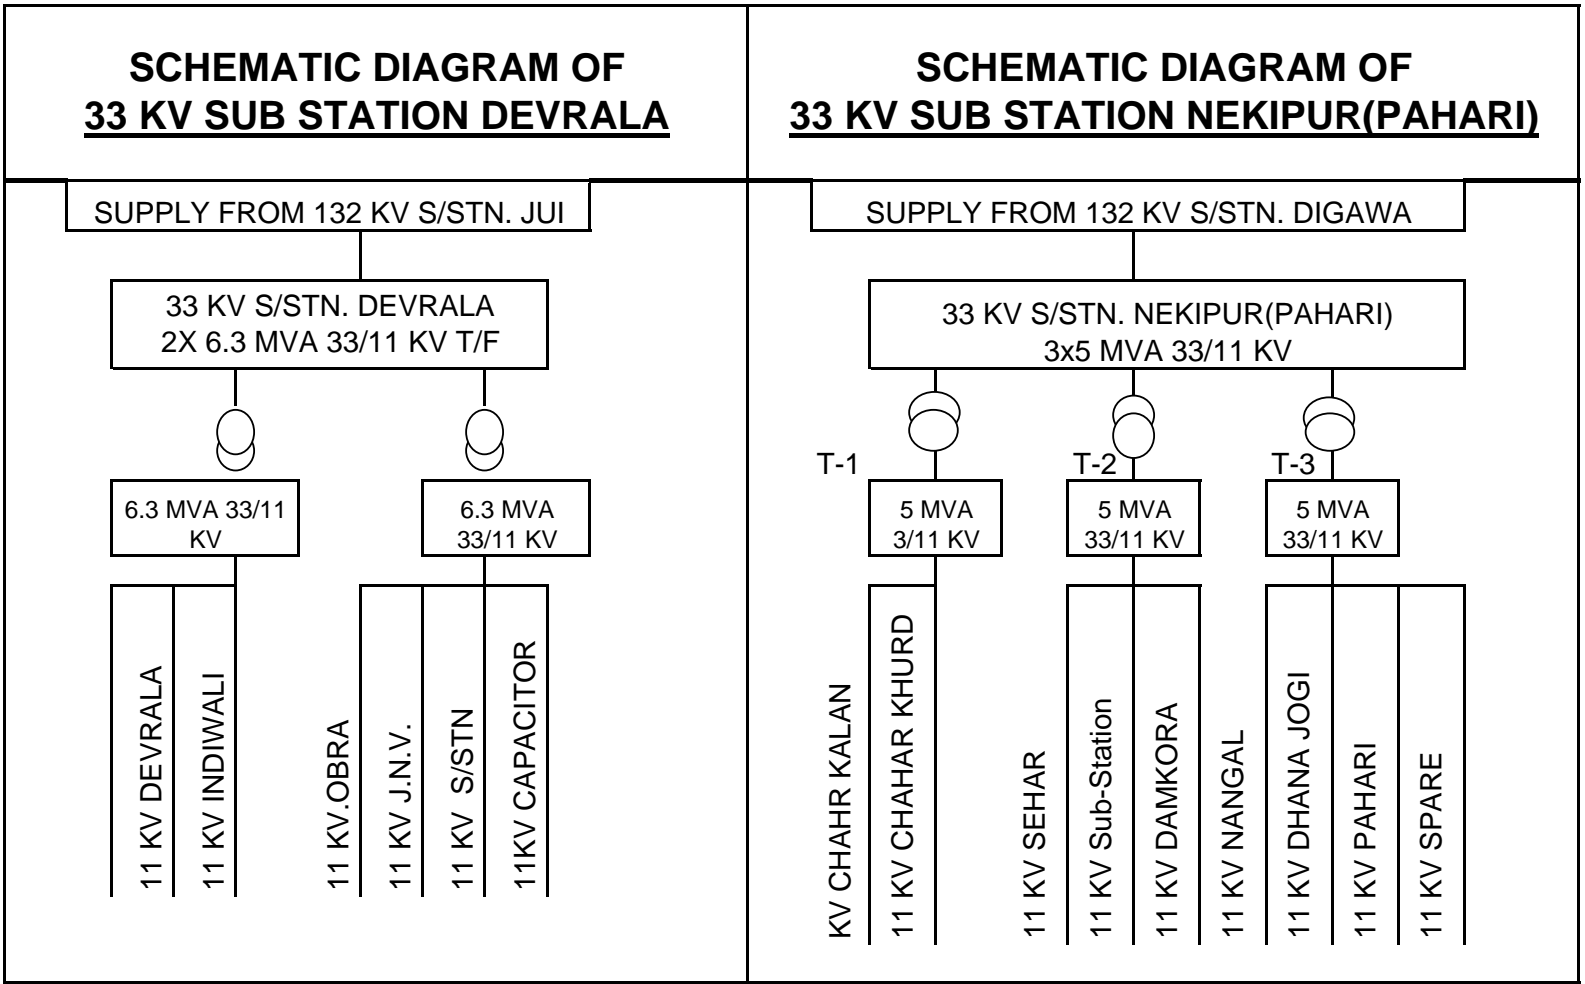 SCHEMATIC DIAGRAM OF
33 KV SUB STATION DEVRALA
SUPPLY FROM 132 KV S/STN. JUI
33 KV S/STN. DEVRALA
2X 6.3 MVA 33/11 KV T/F
6.3 MVA 33/11
KV
6.3 MVA
33/11 KV
11 KV DEVRALA
11 KV INDIWALI
11 KV.OBRA
11 KV J.N.V.
11 KV S/STN
11KV CAPACITOR
SCHEMATIC DIAGRAM OF
33 KV SUB STATION NEKIPUR(PAHARI)
SUPPLY FROM 132 KV S/STN. DIGAWA
33 KV S/STN. NEKIPUR(PAHARI)
3x5 MVA 33/11 KV
T-1
T-2
T-3
5 MVA
3/11 KV
5 MVA
33/11 KV
5 MVA
33/11 KV
KV CHAHR KALAN
11 KV CHAHAR KHURD
11 KV SEHAR
11 KV Sub-Station
11 KV DAMKORA
11 KV NANGAL
11 KV DHANA JOGI
11 KV PAHARI
11 KV SPARE